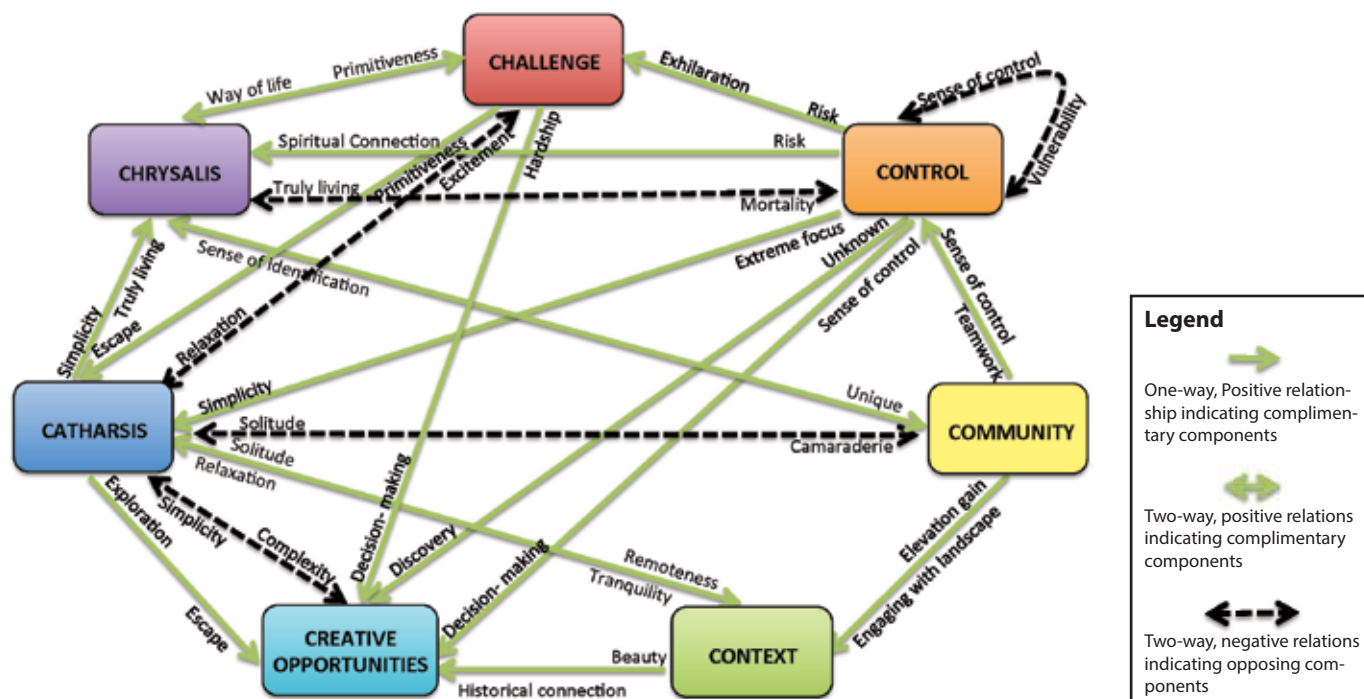 CHALLENGE
Primitiveness
Way of life
Exhilaration
Risk
Sense of control
Vulnerability
CHRYSALIS
Spiritual Connection
Risk
CONTROL
Primitiveness
Excitement
Hardship
Truly living
Mortality
Sense of identification
Extreme focus
Unknown
Sense of control
Sense of control
Teamwork
Simplicity
Truly living
Escape
Relaxation
CATHARSIS
Simplicity
Solitude
Solitude
Relaxation
Unique
Camaraderie
COMMUNITY
Exploration
Escape
Simplicity
Complexity
Decision- making
Discovery
Decision- making
Remoteness
Tranquility
Elevation gain
Engaging with landscape
CREATIVE
OPPORTUNITIES
Beauty
Historical connection
CONTEXT
Legend
One-way, Positive relation-
ship indicating complimen-
tary components
Two-way, positive relations
indicating complimentary
components
Two-way, negative relations
indicating opposing com-
ponents